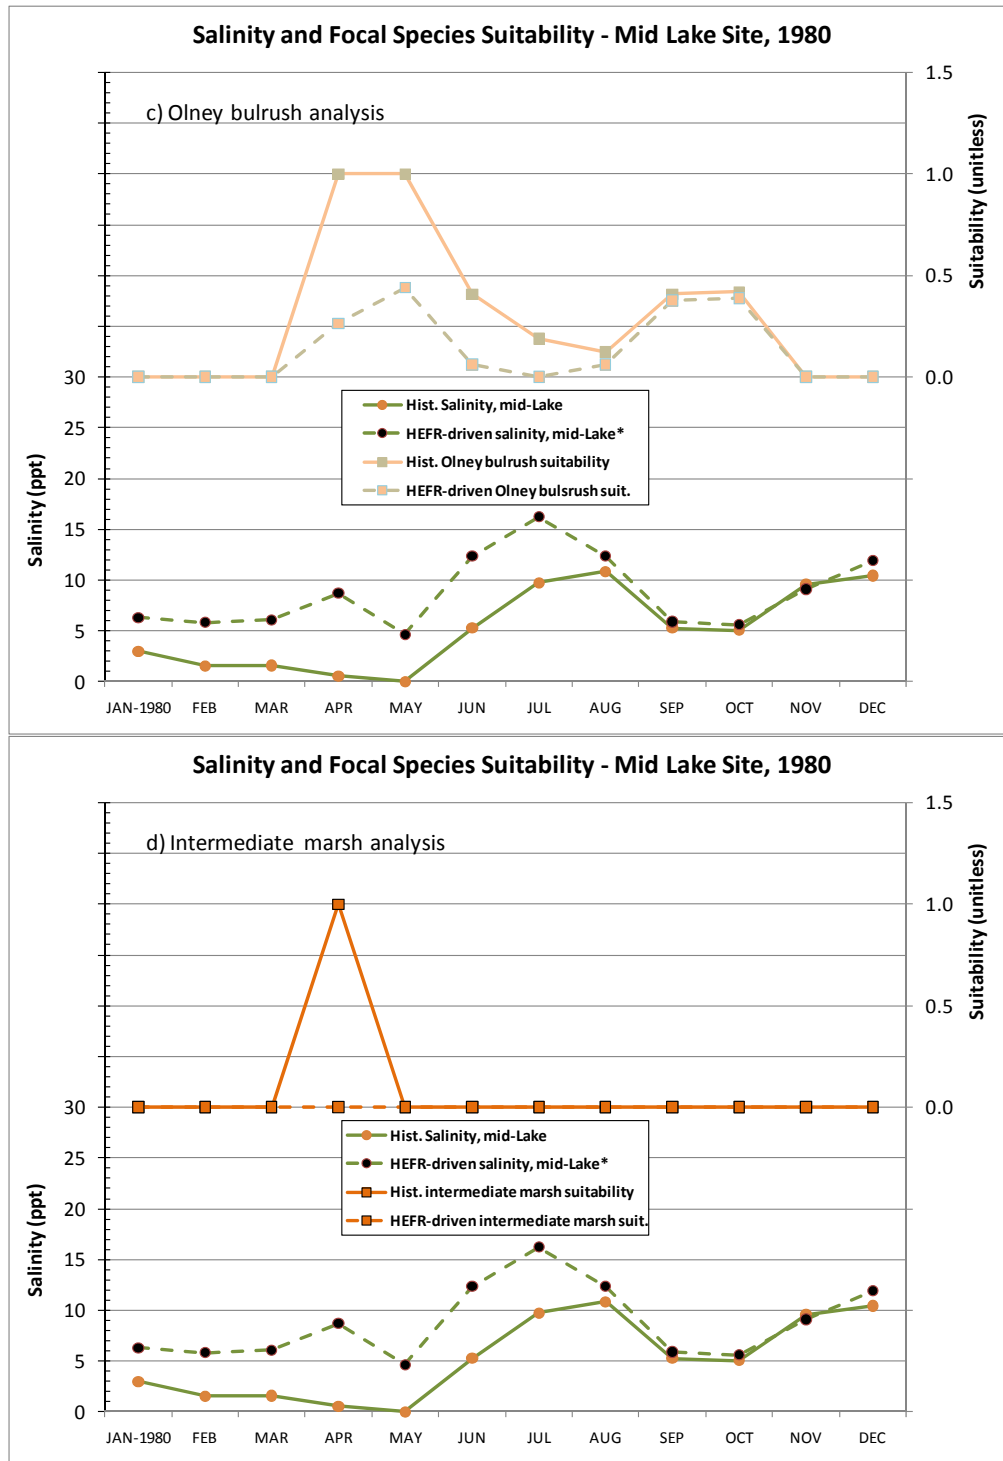 Salinity and Focal Species Suitability - Mid Lake Site, 1980
c) Olney bulrush analysis
1.5
1.0
0.5
0.0
Suitability (unitless)
30
25
20
15
10
5
0
Salinity (ppt)
Hist. Salinity, mid-Lake
HEFR-driven salinity, mid-Lake*
Hist. Olney bulrush suitability
HEFR-driven Olney bulsrush suit.
JAN-1980 FEB MAR APR MAY JUN JUL AUG SEP OCT NOV DEC
Salinity and Focal Species Suitability - Mid Lake Site, 1980
d) Intermediate marsh analysis
1.5
1.0
0.5
0.0
Suitability (unitless)
30
25
20
15
10
5
0
Salinity (ppt)
Hist. Salinity, mid-Lake
HEFR-driven salinity, mid-Lake*
Hist. intermediate marsh suitability
HEFR-driven intermediate marsh suit.
JAN-1980 FEB MAR APR MAY JUN JUL AUG SEP OCT NOV DEC